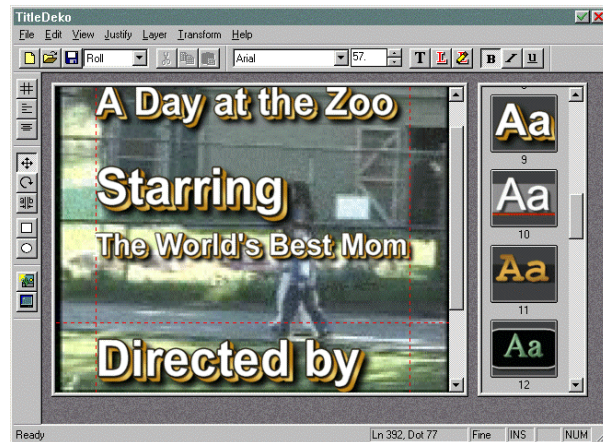 TitleDeko
File Edit View Justify Layer Transform Help
Roll Arial 57. T L Z B I U
A Day at the Zoo
Starring
The World's Best Mom
Directed by
Aa
9
Aa
10
Aa
11
Aa
12
Ready Ln 392, Dot 77 Fine INS NUM